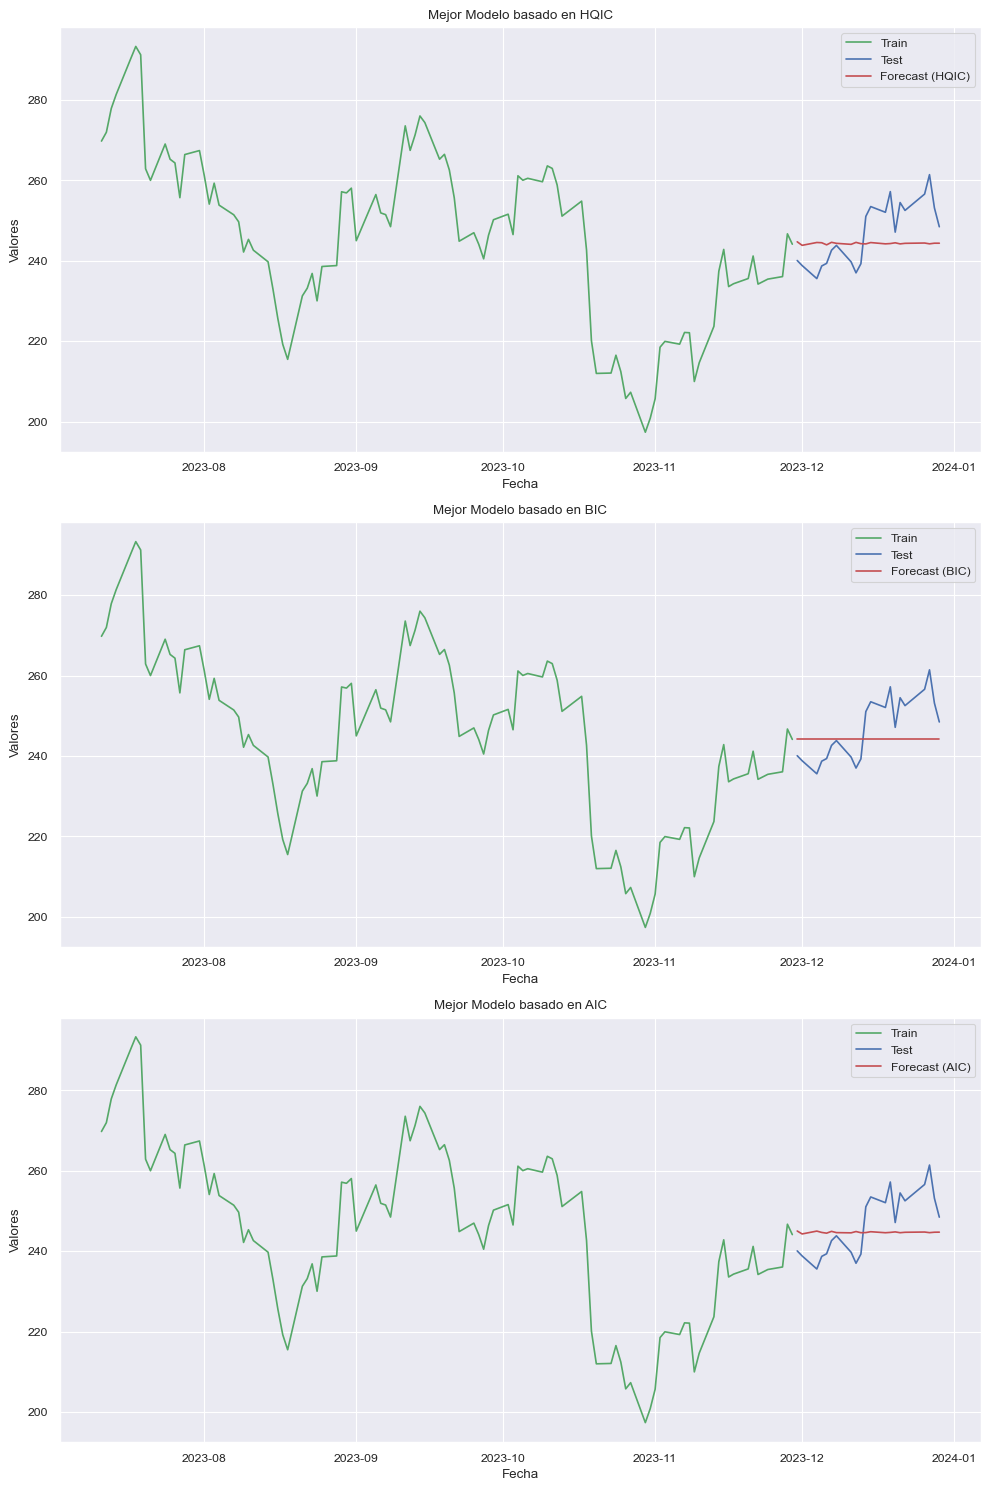 Mejor Modelo basado en HQIC
Train
Test
Forecast (HQIC)
280
260
240
220
200
Valores
2023-08 2023-09 2023-10 2023-11 2023-12 2024-01
Fecha
Mejor Modelo basado en BIC
Train
Test
Forecast (BIC)
280
260
240
220
200
Valores
2023-08 2023-09 2023-10 2023-11 2023-12 2024-01
Fecha
Mejor Modelo basado en AIC
Train
Test
Forecast (AIC)
280
260
240
220
200
Valores
2023-08 2023-09 2023-10 2023-11 2023-12 2024-01
Fecha